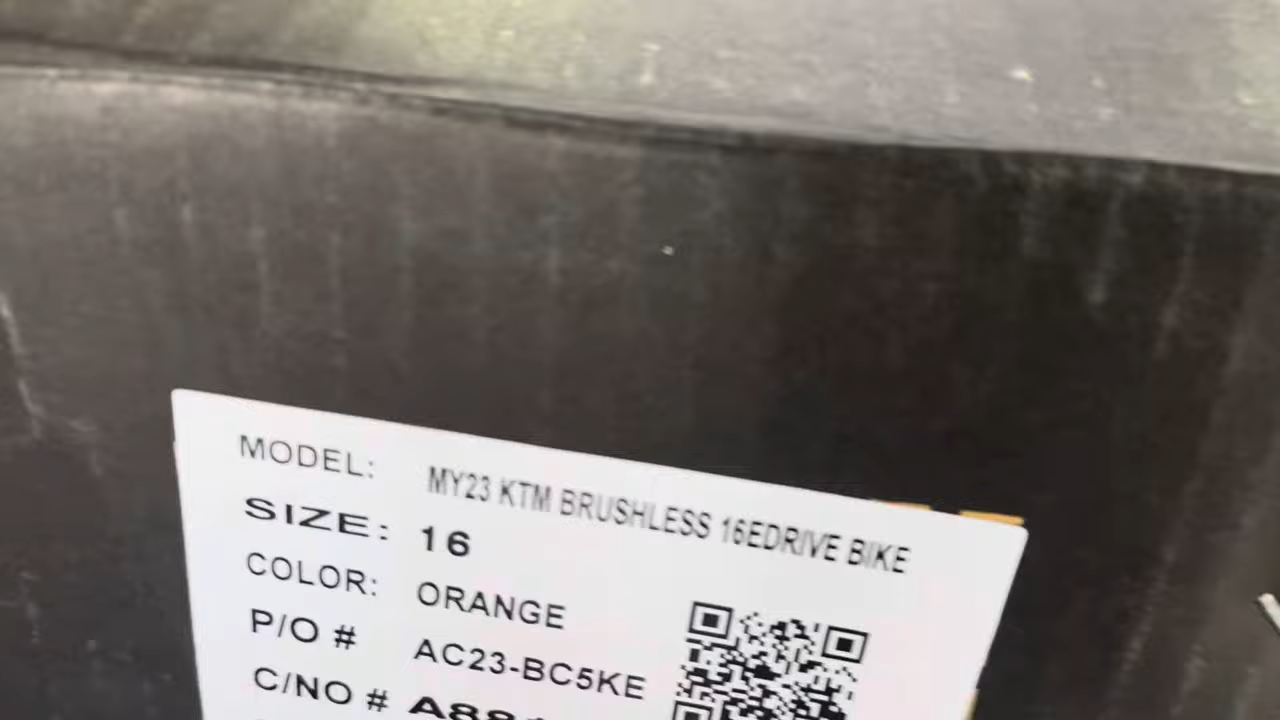 MODEL: MY23 KTM BRUSHLESS 16EDRIVE BIKE
SIZE: 16
COLOR: ORANGE
P/O # AC23-BC5KE
C/NO #